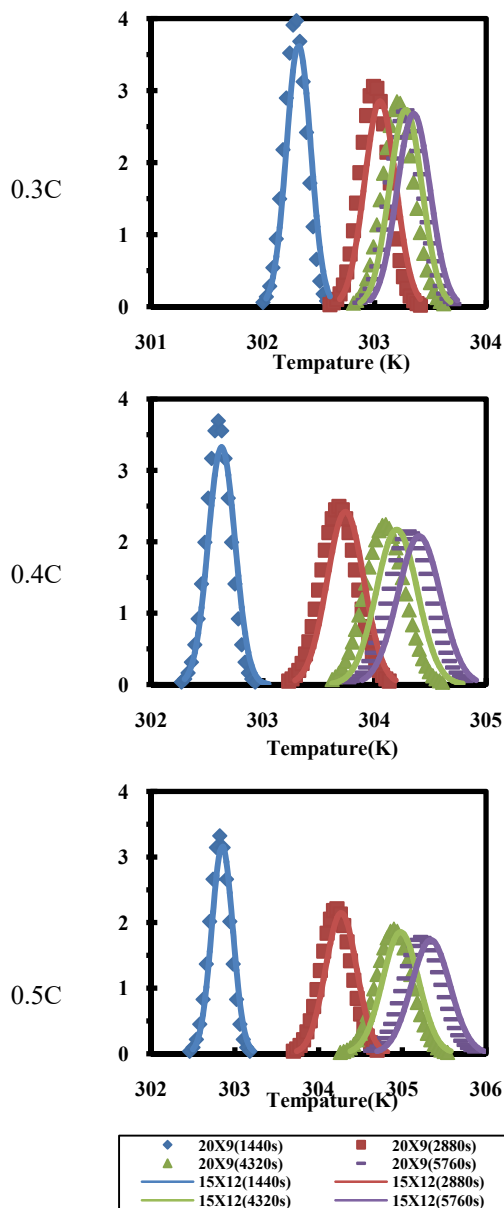 4
3
0.3C
2
1
0
301 302 303 304
Tempature (K)
4
3
0.4C
2
1
0
302 303 304 305
Tempature(K)
4
3
0.5C
2
1
0
302 303 304 305 306
Tempature(K)
20X9(1440s) 20X9(2880s)
20X9(4320s) 20X9(5760s)
15X12(1440s) 15X12(2880s)
15X12(4320s) 15X12(5760s)